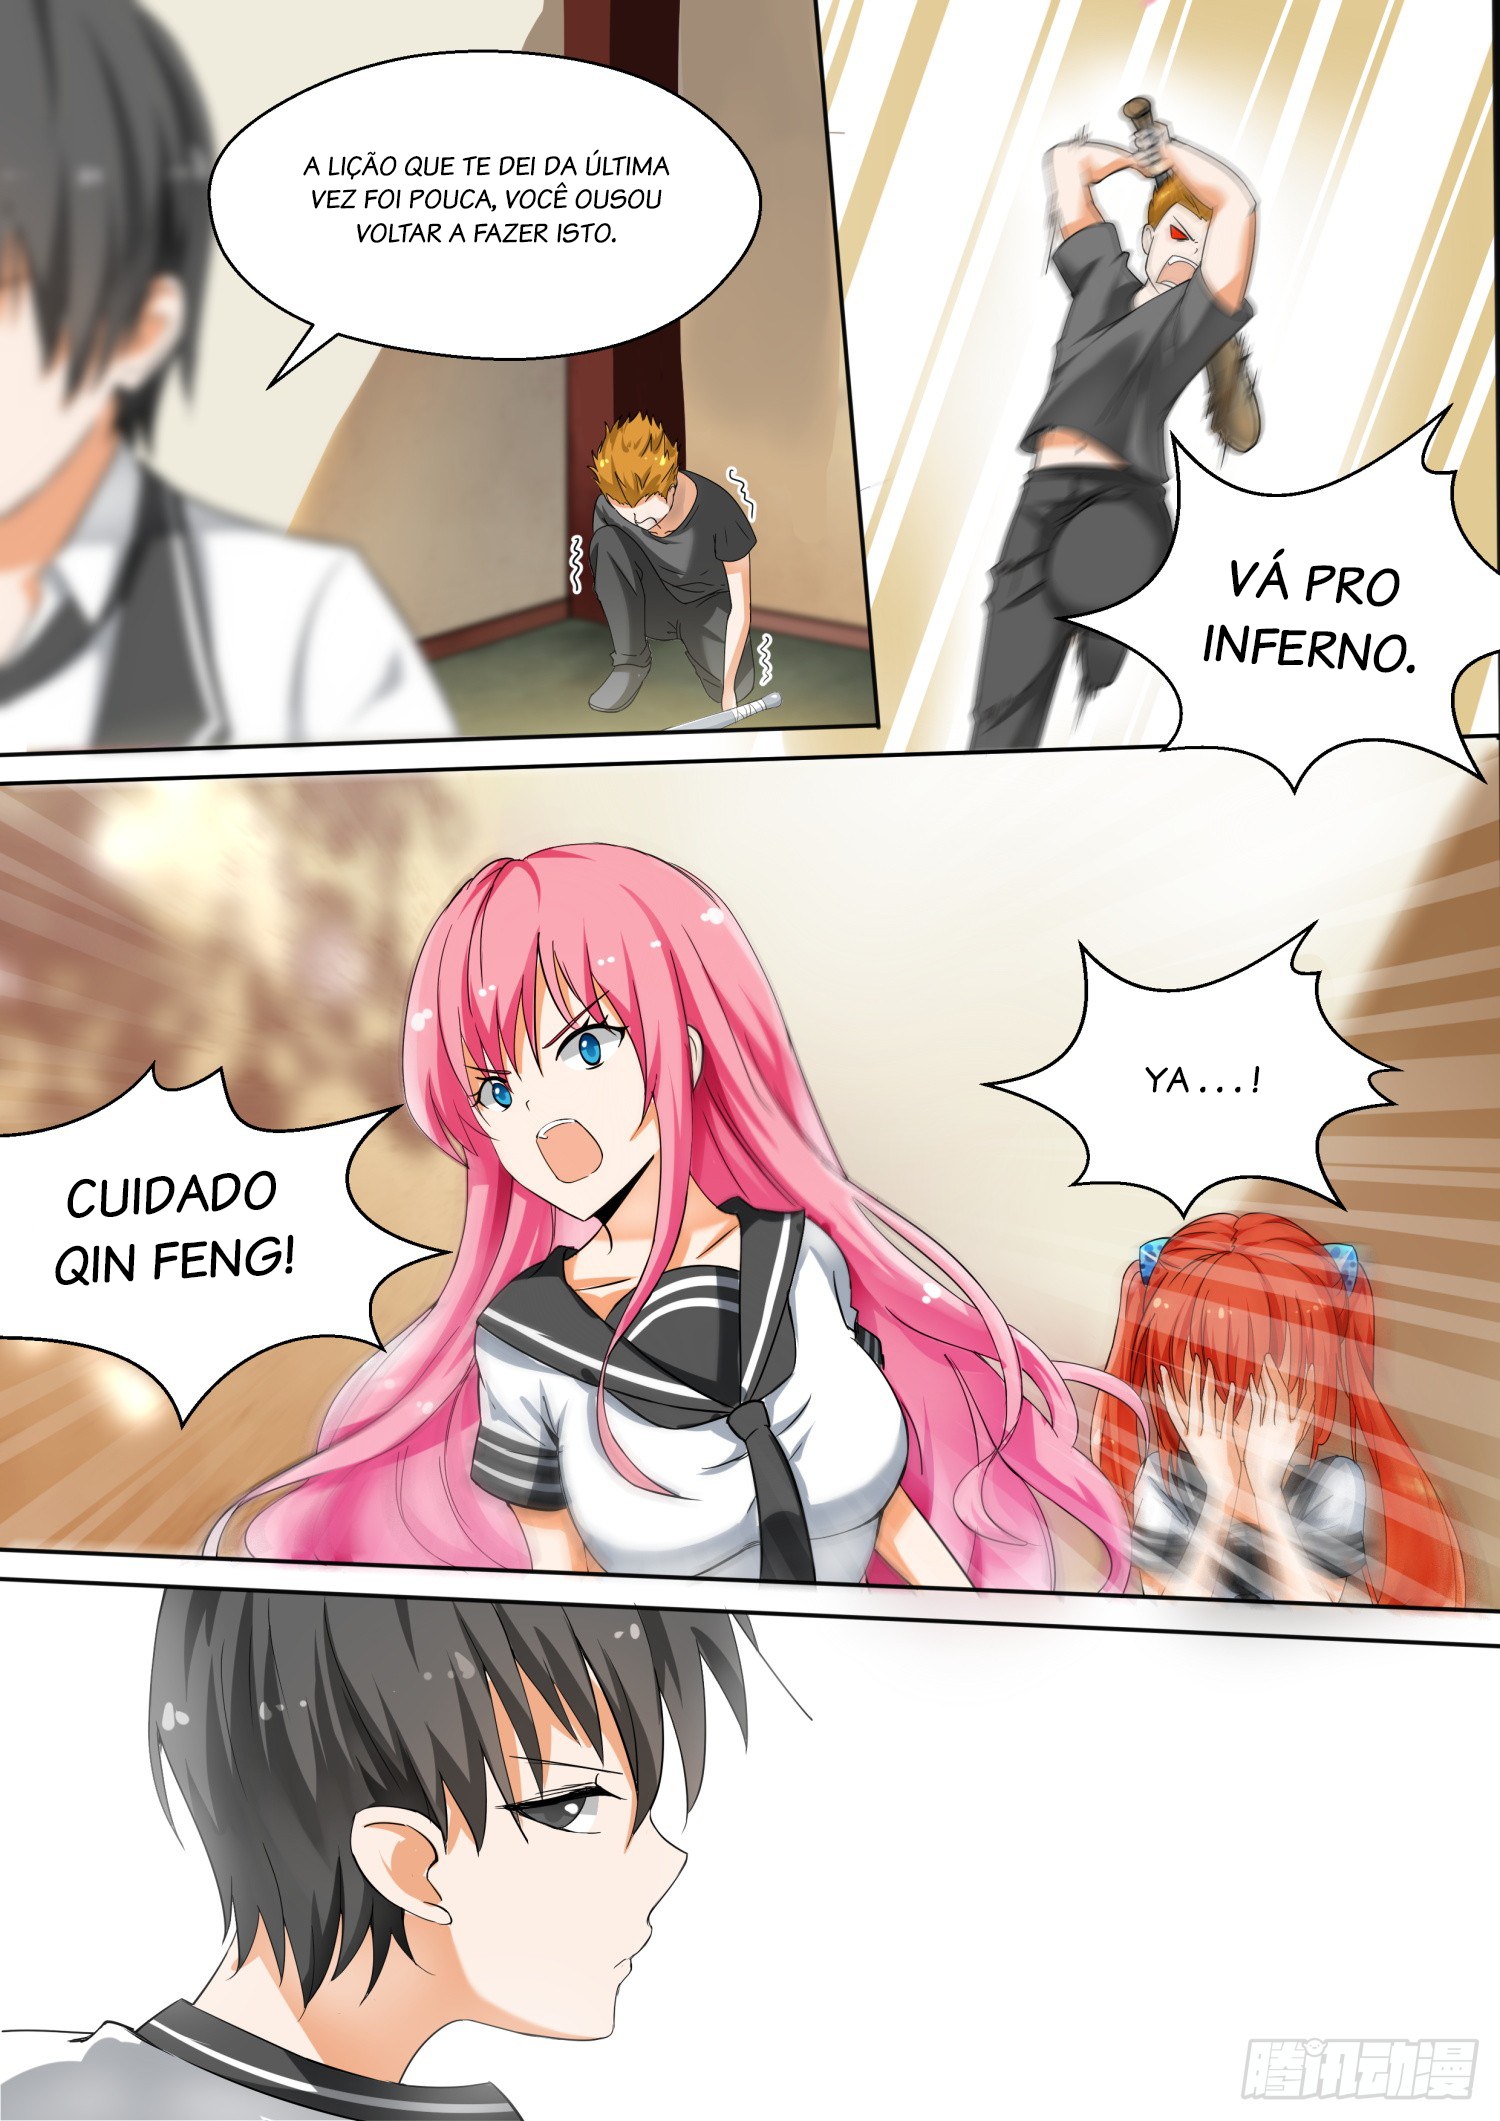 A LIÇÃO QUE TE DEI DA ÚLTIMA
VEZ FOI POUCA, VOCÊ OUSOU
VOLTAR A FAZER ISTO.
VÁ PRO
INFERNO.
CUIDADO
QIN FENG!
YA...!
腾讯动漫